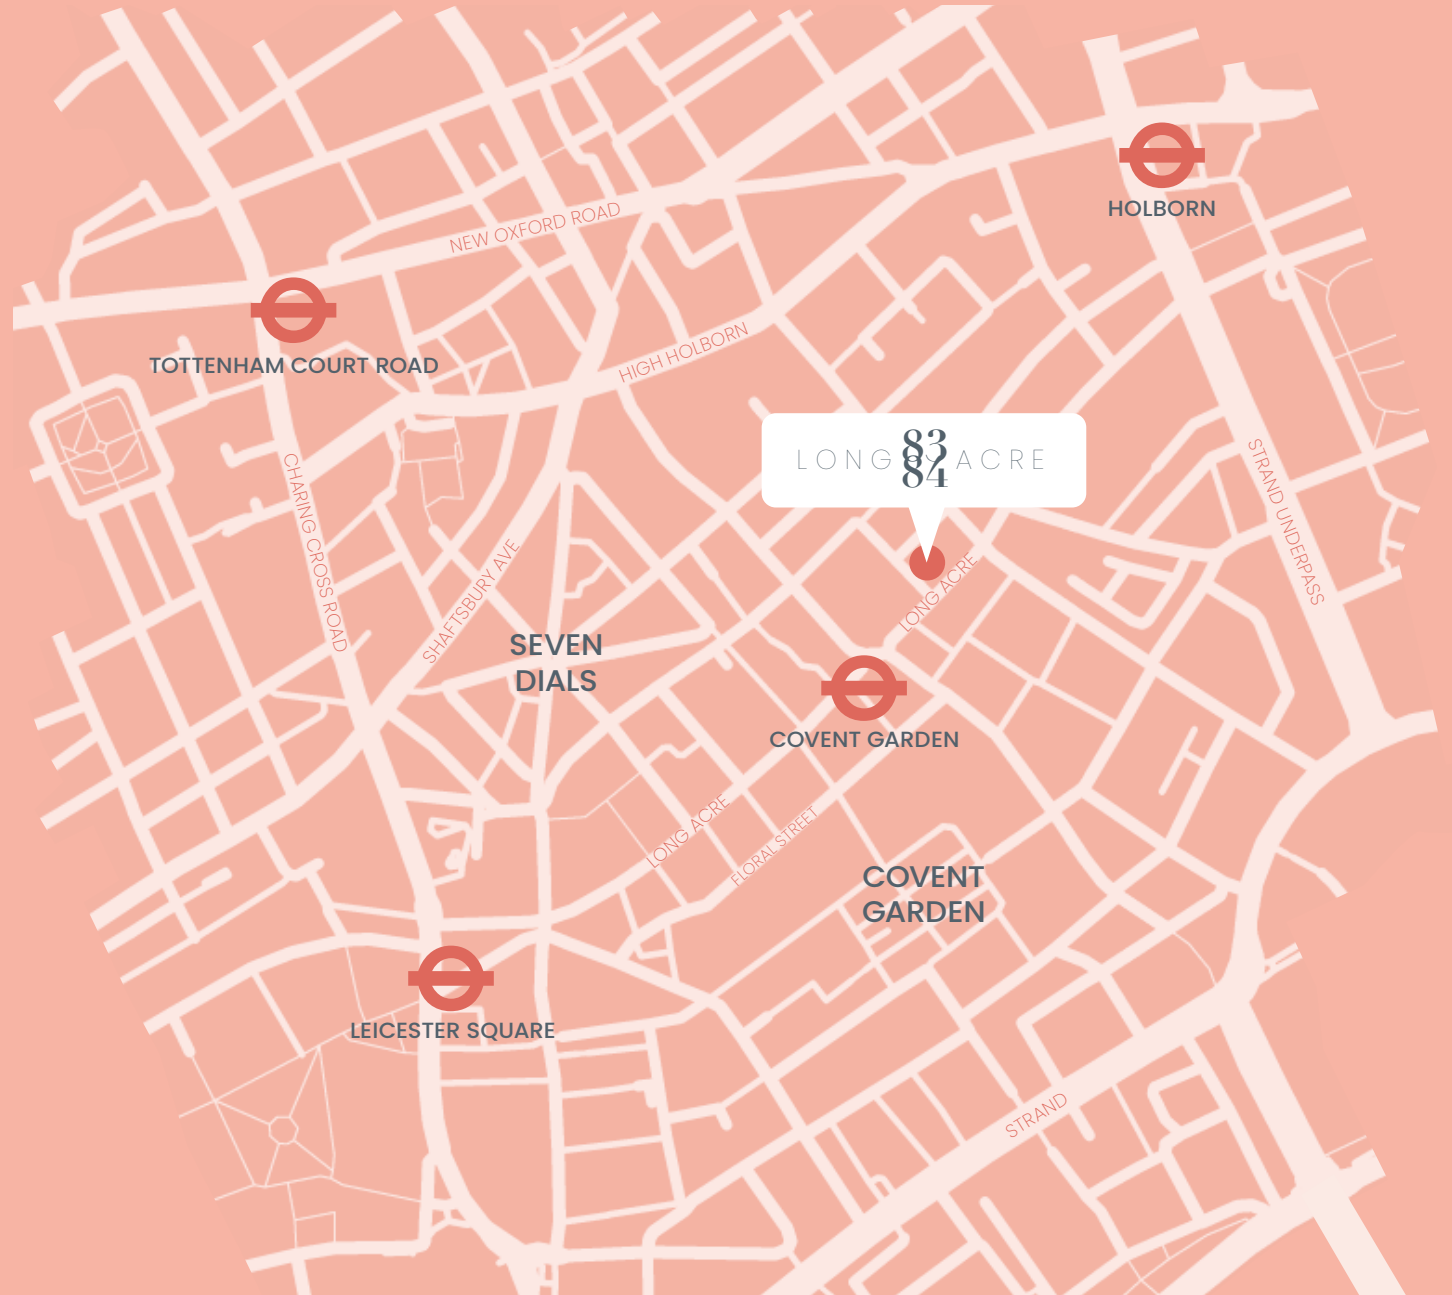 HOLBORN
NEW OXFORD ROAD
TOTTENHAM COURT ROAD
HIGH HOLBORN
83
LONG ACRE
84
CHARING CROSS ROAD
STRAND UNDERPASS
SHAFTSBURY AVE
LONG ACRE
SEVEN
DIALS
COVENT GARDEN
LONG ACRE
FLORAL STREET
COVENT
GARDEN
LEICESTER SQUARE
STRAND